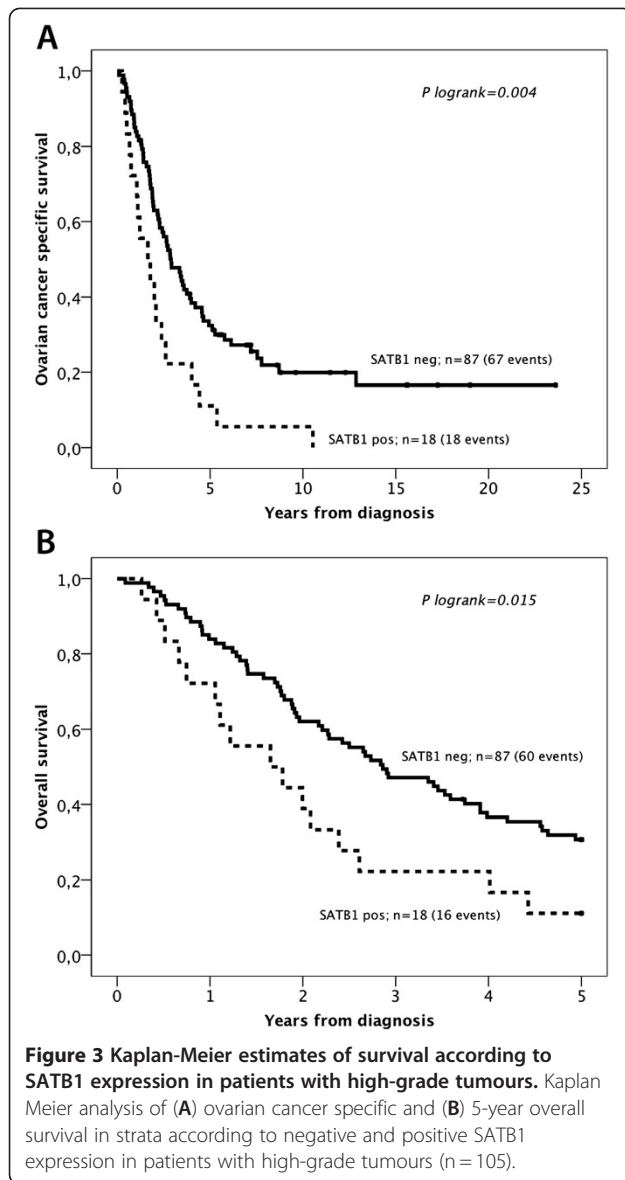 A
1,0
P logrank=0.004
0,8
0,6
0,4
0,2
0,0
Ovarian cancer specific survival
SATB1 neg; n=87 (67 events)
SATB1 pos; n=18 (18 events)
0 5 10 15 20 25
Years from diagnosis
B
1,0
P logrank=0.015
0,8
0,6
0,4
0,2
0,0
Overall survival
SATB1 neg; n=87 (60 events)
SATB1 pos; n=18 (16 events)
0 1 2 3 4 5
Years from diagnosis
Figure 3 Kaplan-Meier estimates of survival according to
SATB1 expression in patients with high-grade tumours. Kaplan
Meier analysis of (A) ovarian cancer specific and (B) 5-year overall
survival in strata according to negative and positive SATB1
expression in patients with high-grade tumours (n = 105).